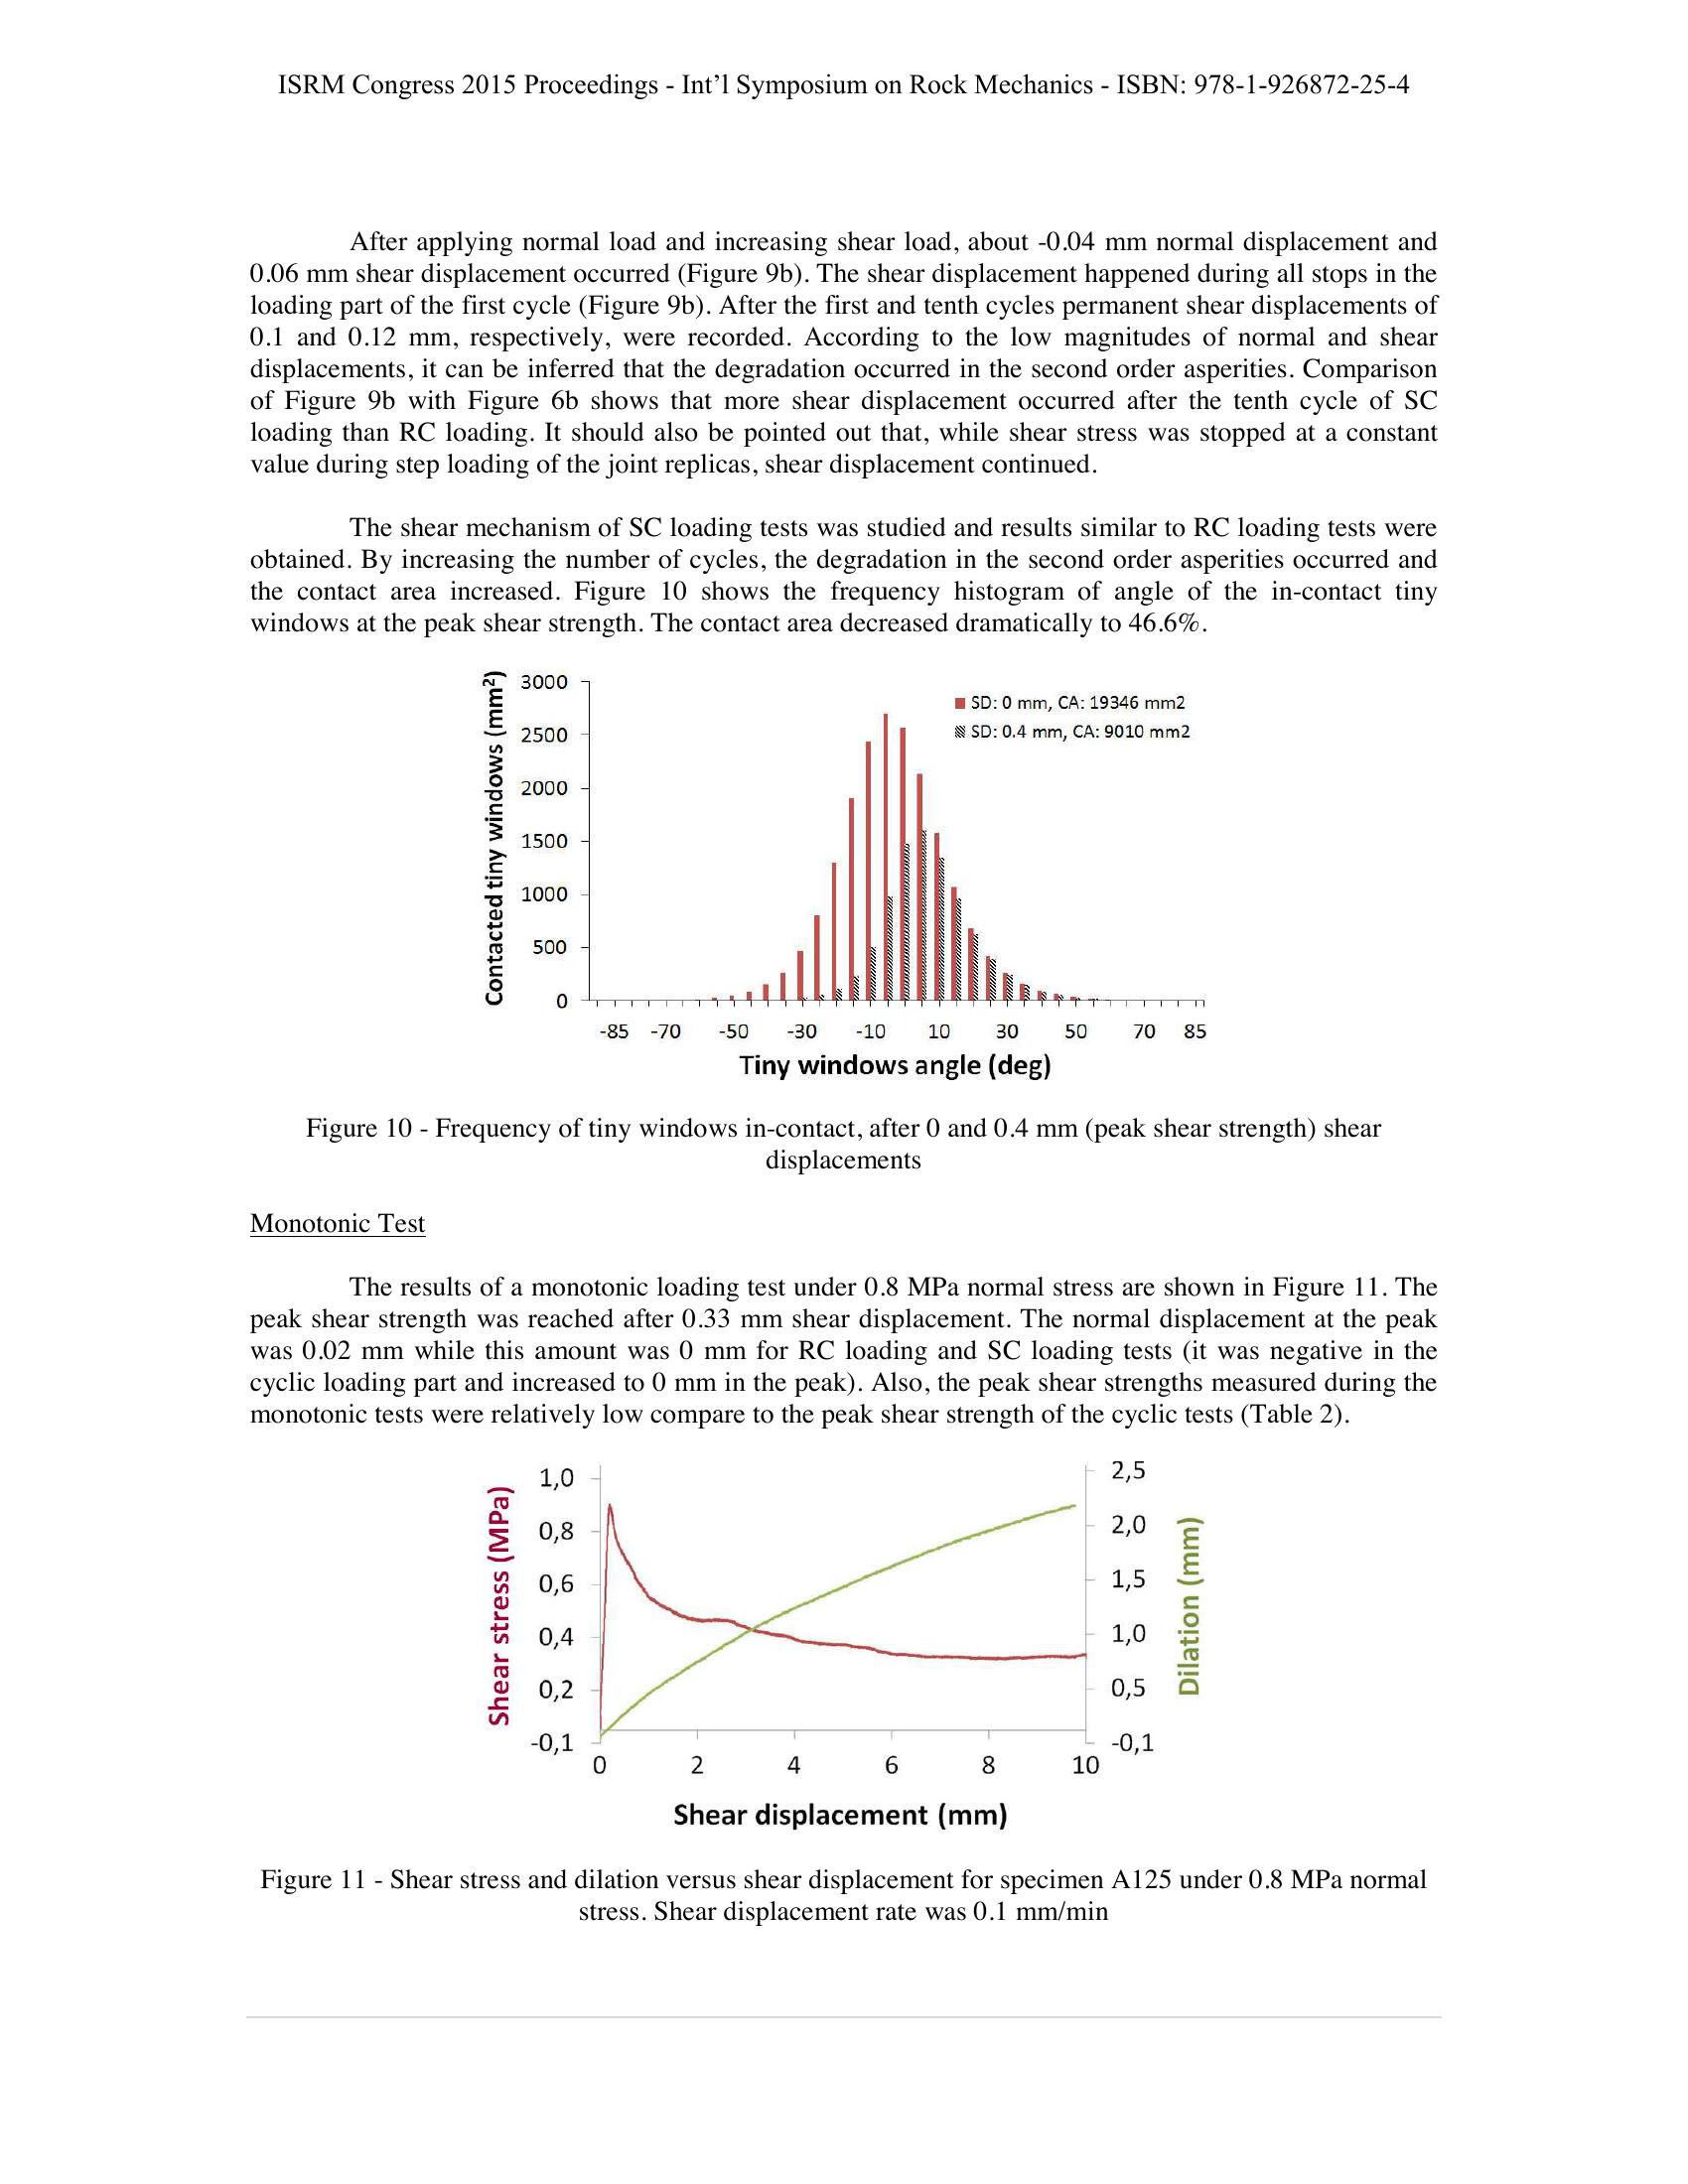 ISRM Congress 2015 Proceedings - Int’l Symposium on Rock Mechanics - ISBN: 978-1-926872-25-4
After applying normal load and increasing shear load, about -0.04 mm normal displacement and
0.06 mm shear displacement occurred (Figure 9b). The shear displacement happened during all stops in the
loading part of the first cycle (Figure 9b). After the first and tenth cycles permanent shear displacements of
0.1 and 0.12 mm, respectively, were recorded. According to the low magnitudes of normal and shear
displacements, it can be inferred that the degradation occurred in the second order asperities. Comparison
of Figure 9b with Figure 6b shows that more shear displacement occurred after the tenth cycle of SC
loading than RC loading. It should also be pointed out that, while shear stress was stopped at a constant
value during step loading of the joint replicas, shear displacement continued.
The shear mechanism of SC loading tests was studied and results similar to RC loading tests were
obtained. By increasing the number of cycles, the degradation in the second order asperities occurred and
the contact area increased. Figure 10 shows the frequency histogram of angle of the in-contact tiny
windows at the peak shear strength. The contact area decreased dramatically to 46.6%.
Contacted tiny windows (mm²)
3000
2500
2000
1500
1000
500
0
SD: 0 mm, CA: 19346 mm2
SD: 0.4 mm, CA: 9010 mm2
-85 -70 -50 -30 -10 10 30 50 70 85
Tiny windows angle (deg)
Figure 10 - Frequency of tiny windows in-contact, after 0 and 0.4 mm (peak shear strength) shear
displacements
Monotonic Test
The results of a monotonic loading test under 0.8 MPa normal stress are shown in Figure 11. The
peak shear strength was reached after 0.33 mm shear displacement. The normal displacement at the peak
was 0.02 mm while this amount was 0 mm for RC loading and SC loading tests (it was negative in the
cyclic loading part and increased to 0 mm in the peak). Also, the peak shear strengths measured during the
monotonic tests were relatively low compare to the peak shear strength of the cyclic tests (Table 2).
Shear stress (MPa)
1,0
0,8
0,6
0,4
0,2
-0,1
2,5
2,0
1,5
1,0
0,5
-0,1
Dilation (mm)
0 2 4 6 8 10
Shear displacement (mm)
Figure 11 - Shear stress and dilation versus shear displacement for specimen A125 under 0.8 MPa normal
stress. Shear displacement rate was 0.1 mm/min